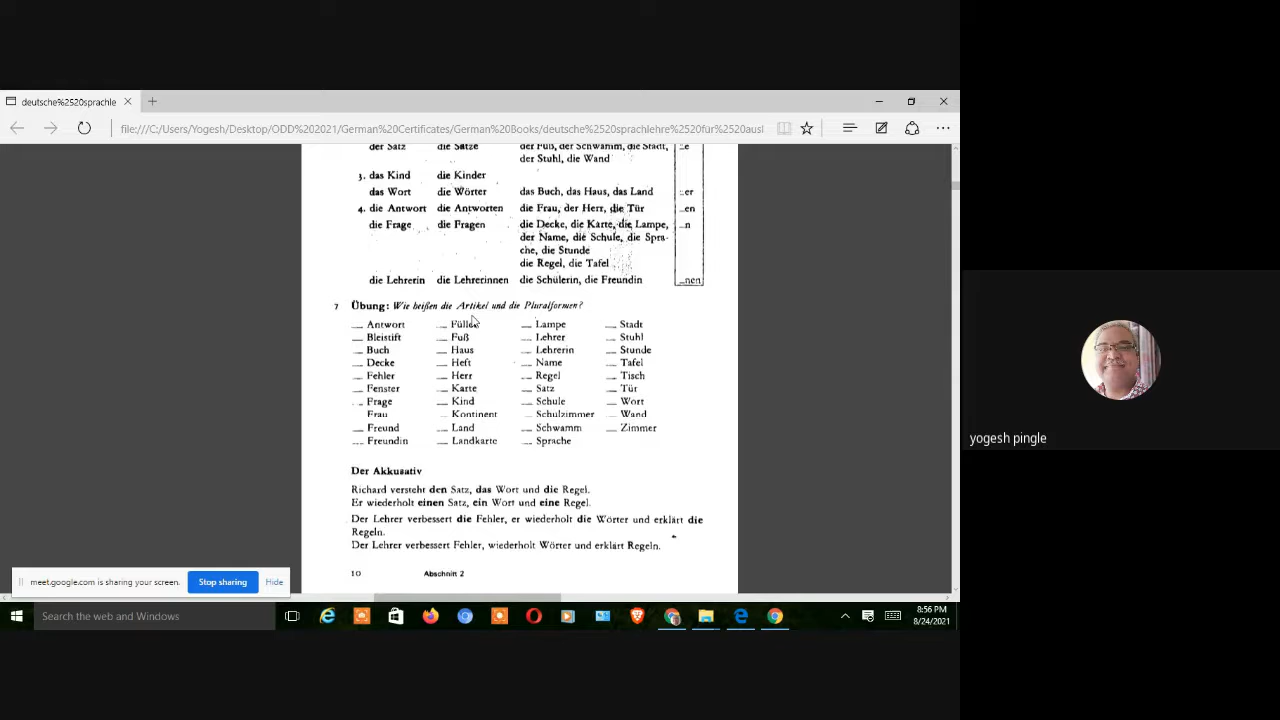 deutsche%2520sprachle
file:///C:/Users/Yogesh/Desktop/ODD%202021/German%20Certificates/German%20Books/deutsche%2520sprachlehre%2520für%2520ausl
der Satz die Sätze der Fuß, der Schwamm, die Stadt, ..e
der Stuhl, die Wand
3. das Kind die Kinder
das Wort die Wörter das Buch, das Haus, das Land ..er
4. die Antwort die Antworten die Frau, der Herr, die Tür ..en
die Frage die Fragen die Decke, die Karte, die Lampe, ..n
der Name, die Schule, die Spra-
che, die Stunde
die Regel, die Tafel
die Lehrerin die Lehrerinnen die Schülerin, die Freundin ..nen
7 Übung: Wie heißen die Artikel und die Pluralformen?
__ Antwort __ Füller __ Lampe __ Stadt
__ Bleistift __ Fuß __ Lehrer __ Stuhl
__ Buch __ Haus __ Lehrerin __ Stunde
__ Decke __ Heft __ Name __ Tafel
__ Fehler __ Herr __ Regel __ Tisch
__ Fenster __ Karte __ Satz __ Tür
__ Frage __ Kind __ Schule __ Wort
Frau __ Kontinent __ Schulzimmer __ Wand
__ Freund __ Land __ Schwamm __ Zimmer
__ Freundin __ Landkarte __ Sprache
Der Akkusativ
Richard versteht den Satz, das Wort und die Regel.
Er wiederholt einen Satz, ein Wort und eine Regel.
Der Lehrer verbessert die Fehler, er wiederholt die Wörter und erklärt die
Regeln.
Der Lehrer verbessert Fehler, wiederholt Wörter und erklärt Regeln.
10 Abschnitt 2
yogesh pingle
meet.google.com is sharing your screen. Stop sharing Hide
Search the web and Windows
8:56 PM
8/24/2021